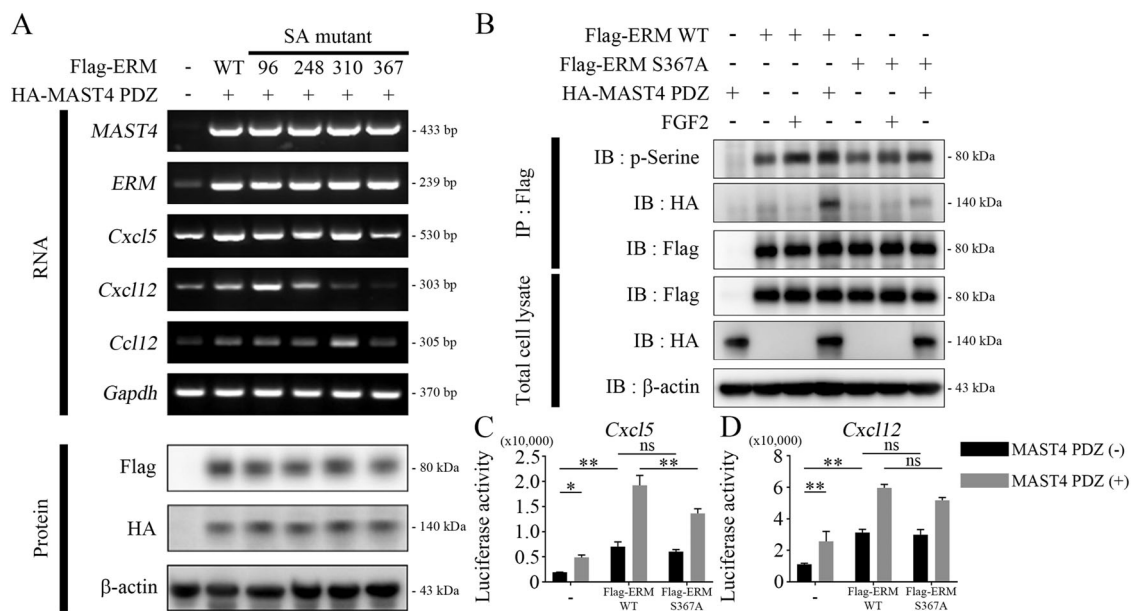 A
SA mutant
Flag-ERM - WT 96 248 310 367
HA-MAST4 PDZ - + + + + +
RNA
MAST4 - 433 bp
ERM - 239 bp
Cxcl5 - 530 bp
Cxcl12 - 303 bp
Ccl12 - 305 bp
Gapdh - 370 bp
Protein
Flag - 80 kDa
HA - 140 kDa
β-actin - 43 kDa
B
Flag-ERM WT - + + + - - -
Flag-ERM S367A - - - - + + +
HA-MAST4 PDZ + - - + - - +
FGF2 - - + - - + -
IP : Flag
IB : p-Serine - 80 kDa
IB : HA - 140 kDa
IB : Flag - 80 kDa
Total cell lysate
IB : Flag - 80 kDa
IB : HA - 140 kDa
IB : β-actin - 43 kDa
C
Cxcl5
(x10,000)
Luciferase activity
2.5
2.0
1.5
1.0
0.5
0
ns
** **
*
- Flag-ERM WT Flag-ERM S367A
D
Cxcl12
(x10,000)
Luciferase activity
8
6
4
2
0
ns
** ns
**
- Flag-ERM WT Flag-ERM S367A
MAST4 PDZ (-)
MAST4 PDZ (+)